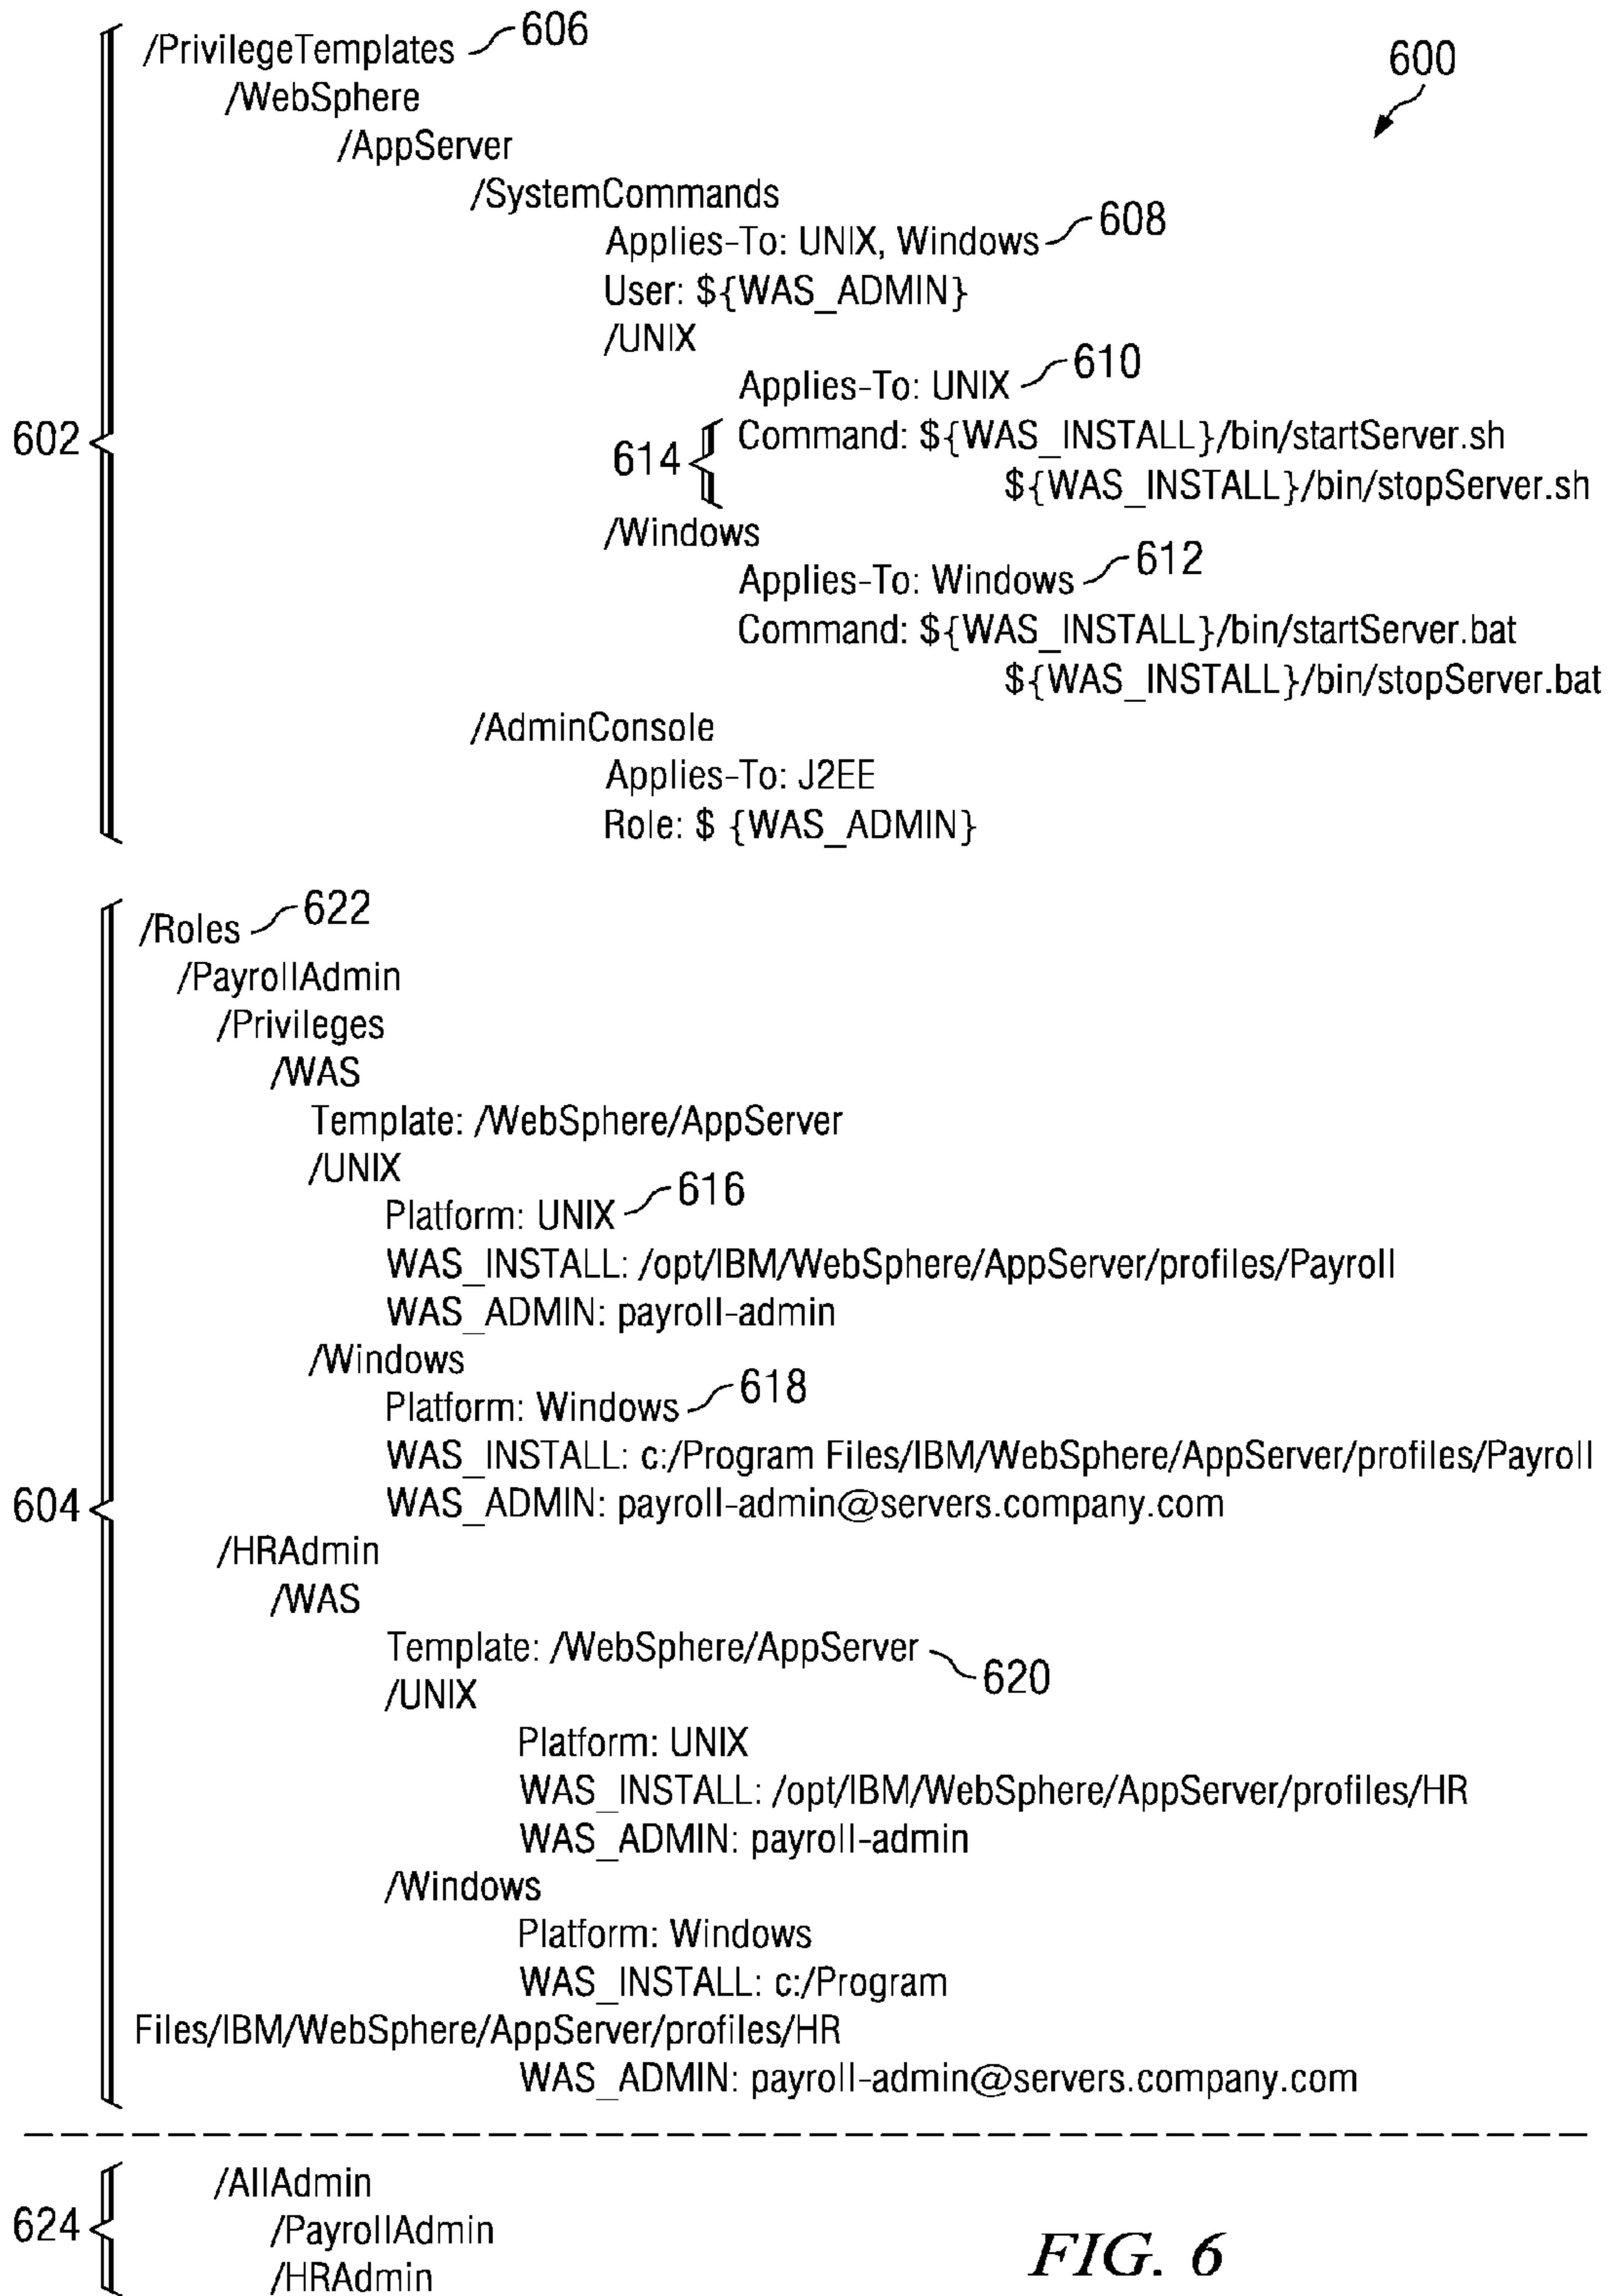 /PrivilegeTemplates 606
600
/WebSphere
/AppServer
/SystemCommands
Applies-To: UNIX, Windows 608
User: ${WAS_ADMIN}
/UNIX
Applies-To: UNIX 610
602
614
Command: ${WAS_INSTALL}/bin/startServer.sh
${WAS_INSTALL}/bin/stopServer.sh
/Windows
Applies-To: Windows 612
Command: ${WAS_INSTALL}/bin/startServer.bat
${WAS_INSTALL}/bin/stopServer.bat
/AdminConsole
Applies-To: J2EE
Role: $ {WAS_ADMIN}
/Roles 622
/PayrollAdmin
/Privileges
/WAS
Template: /WebSphere/AppServer
/UNIX
Platform: UNIX 616
WAS_INSTALL: /opt/IBM/WebSphere/AppServer/profiles/Payroll
WAS_ADMIN: payroll-admin
/Windows
Platform: Windows 618
WAS_INSTALL: c:/Program Files/IBM/WebSphere/AppServer/profiles/Payroll
604
WAS_ADMIN: payroll-admin@servers.company.com
/HRAdmin
/WAS
Template: /WebSphere/AppServer 620
/UNIX
Platform: UNIX
WAS_INSTALL: /opt/IBM/WebSphere/AppServer/profiles/HR
WAS_ADMIN: payroll-admin
/Windows
Platform: Windows
WAS_INSTALL: c:/Program
Files/IBM/WebSphere/AppServer/profiles/HR
WAS_ADMIN: payroll-admin@servers.company.com
/AllAdmin
624
/PayrollAdmin
/HRAdmin
FIG. 6